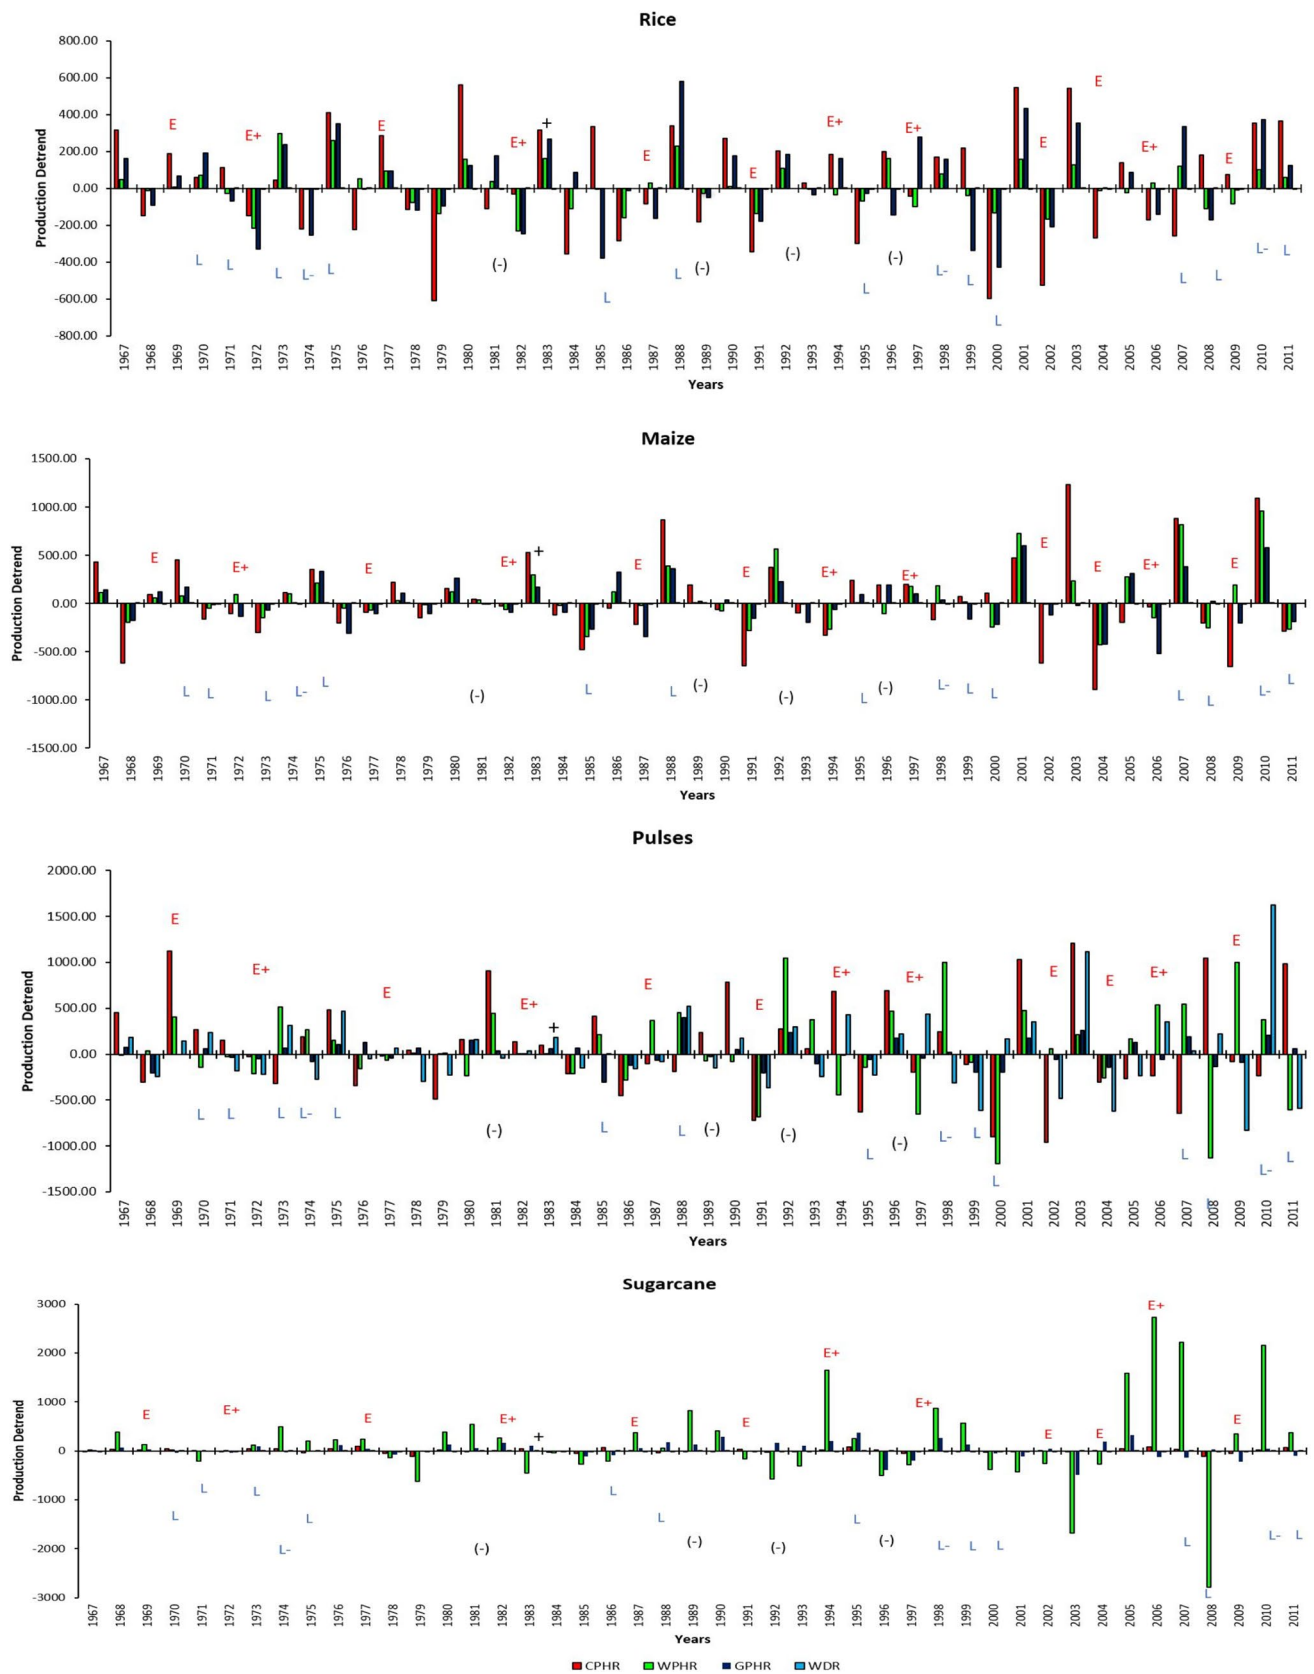 Rice
800.00
600.00
400.00
200.00
0.00
-200.00
-400.00
-600.00
-800.00
Production Detrend
E E+ E E+ + E E E+ E+ E E E+ E
L L L L- L (-) L L (-) (-) L (-) L- L L L L L- L
1967 1968 1969 1970 1971 1972 1973 1974 1975 1976 1977 1978 1979 1980 1981 1982 1983 1984 1985 1986 1987 1988 1989 1990 1991 1992 1993 1994 1995 1996 1997 1998 1999 2000 2001 2002 2003 2004 2005 2006 2007 2008 2009 2010 2011
Years
Maize
1500.00
1000.00
500.00
0.00
-500.00
-1000.00
-1500.00
Production Detrend
E E+ E E+ + E E E+ E+ E E E+ E
L L L L- L (-) L L (-) (-) L (-) L- L L L L L- L
1967 1968 1969 1970 1971 1972 1973 1974 1975 1976 1977 1978 1979 1980 1981 1982 1983 1984 1985 1986 1987 1988 1989 1990 1991 1992 1993 1994 1995 1996 1997 1998 1999 2000 2001 2002 2003 2004 2005 2006 2007 2008 2009 2010 2011
Years
Pulses
2000.00
1500.00
1000.00
500.00
0.00
-500.00
-1000.00
-1500.00
Production Detrend
E E+ E E+ + E E E+ E+ E E E+ E
L L L L- L (-) L L (-) (-) L (-) L- L L L L L- L
1967 1968 1969 1970 1971 1972 1973 1974 1975 1976 1977 1978 1979 1980 1981 1982 1983 1984 1985 1986 1987 1988 1989 1990 1991 1992 1993 1994 1995 1996 1997 1998 1999 2000 2001 2002 2003 2004 2005 2006 2007 2008 2009 2010 2011
Years
Sugarcane
3000
2000
1000
0
-1000
-2000
-3000
Production Detrend
E E+ E E+ + E E E+ E+ E E E+ E
L L L L- L (-) L L (-) (-) L (-) L- L L L L L- L
1967 1968 1969 1970 1971 1972 1973 1974 1975 1976 1977 1978 1979 1980 1981 1982 1983 1984 1985 1986 1987 1988 1989 1990 1991 1992 1993 1994 1995 1996 1997 1998 1999 2000 2001 2002 2003 2004 2005 2006 2007 2008 2009 2010 2011
Years
CPHR WPHR GPHR WDR